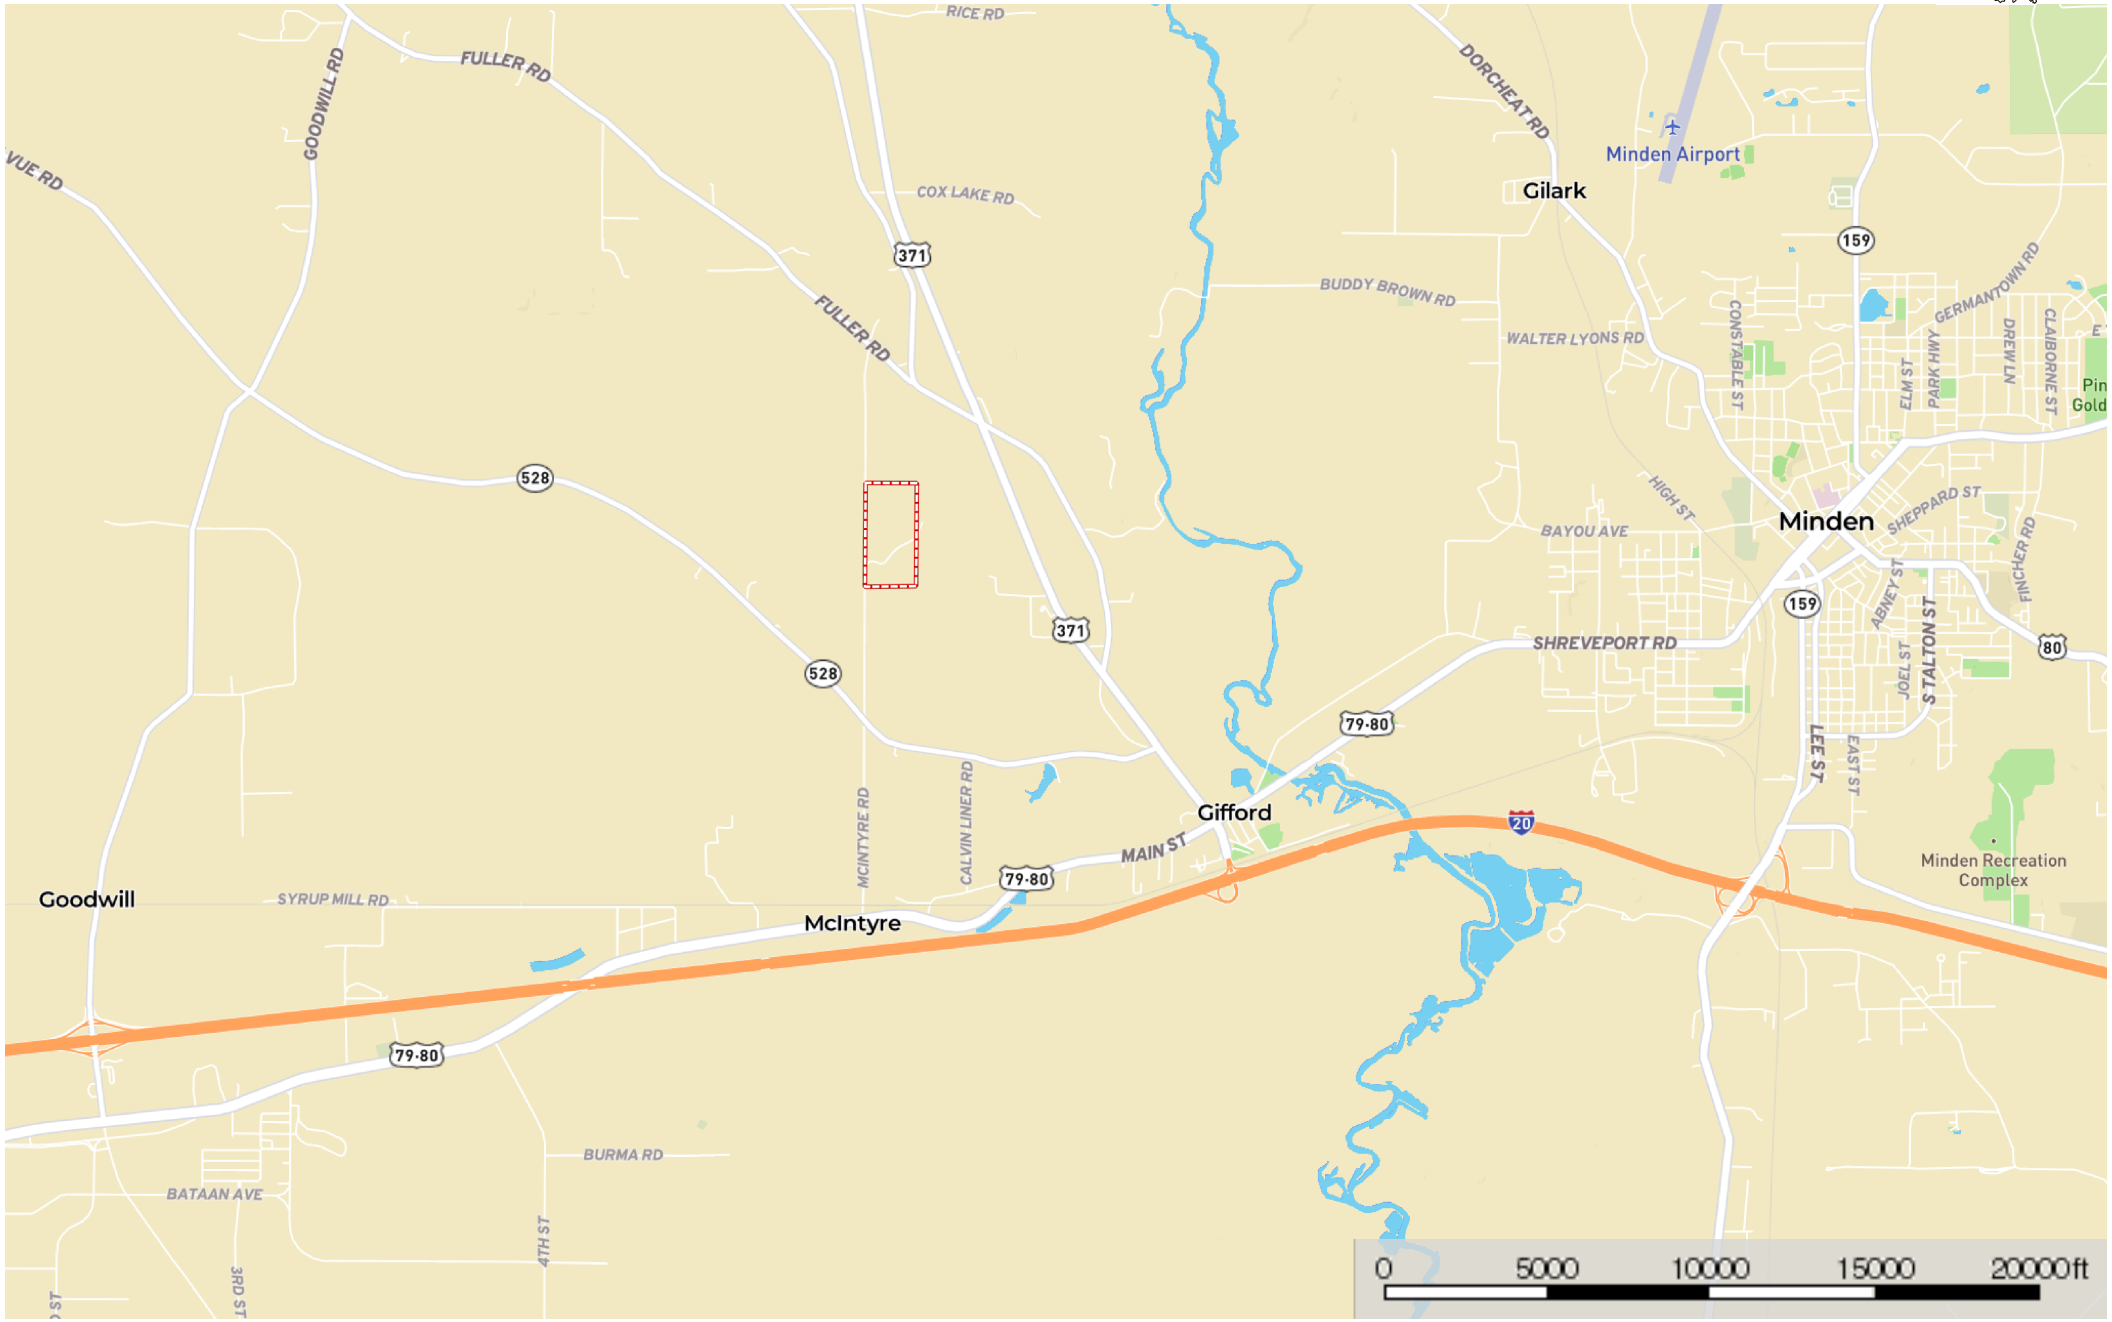 RICE RD
FULLER RD
GOODWILL RD
DORCHEAT RD
Minden Airport
VUE RD
COX LAKE RD
Gilark
159
371
BUDDY BROWN RD
GERMANTOWN RD
FULLER RD
WALTER LYONS RD
CONSTABLE ST
ELM ST
PARK HWY
DREW LN
CLAIBORNE ST
E
Pin
Gold
528
HIGH ST
BAYOU AVE
Minden
SHEPPARD ST
FINCHER RD
ABNEY ST
159
371
SHREVEPORT RD
JOEL ST
S TALTON ST
80
528
79-80
LEE ST
EAST ST
MCINTYRE RD
CALVIN LINER RD
Gifford
20
MAIN ST
79-80
Minden Recreation
Complex
Goodwill
SYRUP MILL RD
McIntyre
79-80
BURMA RD
BATAAN AVE
4TH ST
3RD ST
ST
0 5000 10000 15000 20000ft